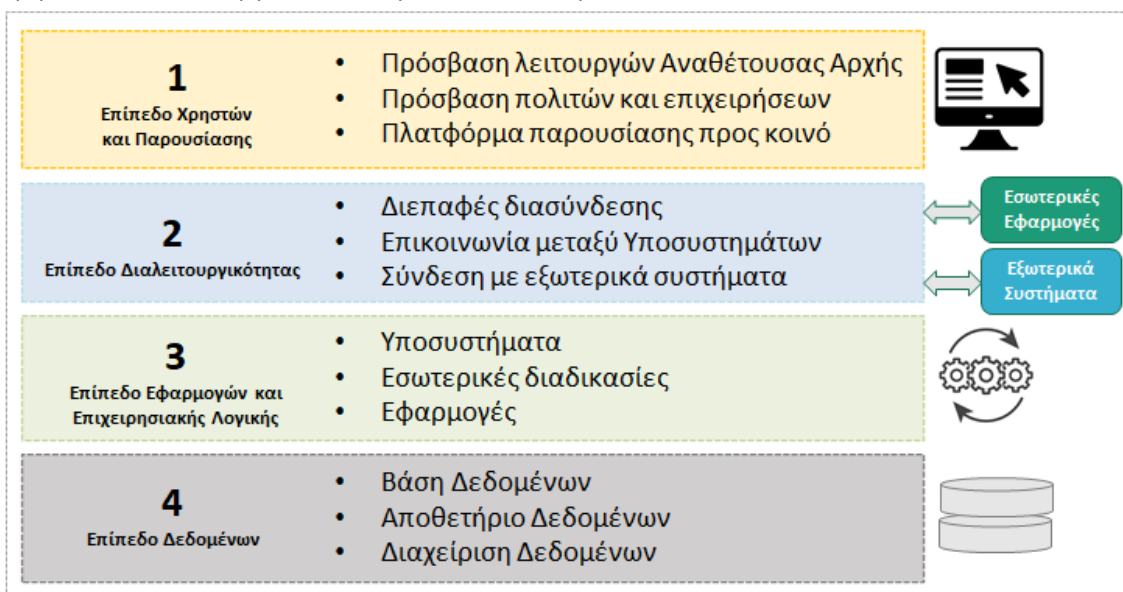 1
Επίπεδο Χρηστών
και Παρουσίασης
• Πρόσβαση λειτουργών Αναθέτουσας Αρχής
• Πρόσβαση πολιτών και επιχειρήσεων
• Πλατφόρμα παρουσίασης προς κοινό
2
Επίπεδο Διαλειτουργικότητας
• Διεπαφές διασύνδεσης
• Επικοινωνία μεταξύ Υποσυστημάτων
• Σύνδεση με εξωτερικά συστήματα
Εσωτερικές
Εφαρμογές
Εξωτερικά
Συστήματα
3
Επίπεδο Εφαρμογών και
Επιχειρησιακής Λογικής
• Υποσυστήματα
• Εσωτερικές διαδικασίες
• Εφαρμογές
4
Επίπεδο Δεδομένων
• Βάση Δεδομένων
• Αποθετήριο Δεδομένων
• Διαχείριση Δεδομένων